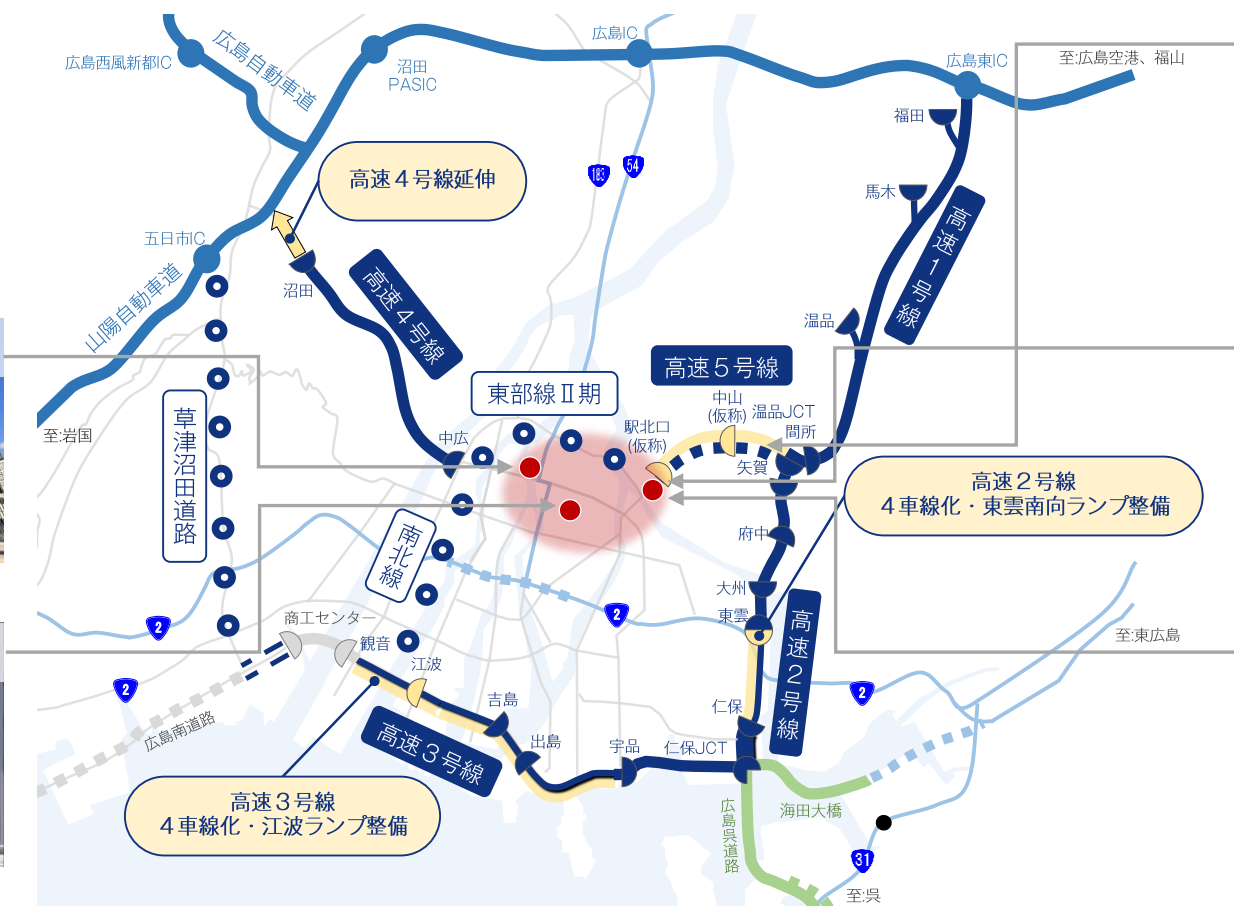 広島西風新都IC
広島自動車道
沼田
PASIC
広島IC
広島東IC
至:広島空港、福山
福田
183
54
高速４号線延伸
馬木
高速１号線
五日市IC
沼田
高速４号線
山陽自動車道
温品
高速５号線
東部線Ⅱ期
中山
(仮称)
温品JCT
駅北口
(仮称)
間所
草津沼田道路
至:岩国
中広
矢賀
高速２号線
４車線化・東雲南向ランプ整備
南北線
府中
大州
東雲
高速２号線
2
2
商工センター
観音
至:東広島
江波
2
2
吉島
仁保
広島南道路
高速３号線
出島
宇品
仁保JCT
高速３号線
４車線化・江波ランプ整備
広島呉道路
海田大橋
31
至:呉